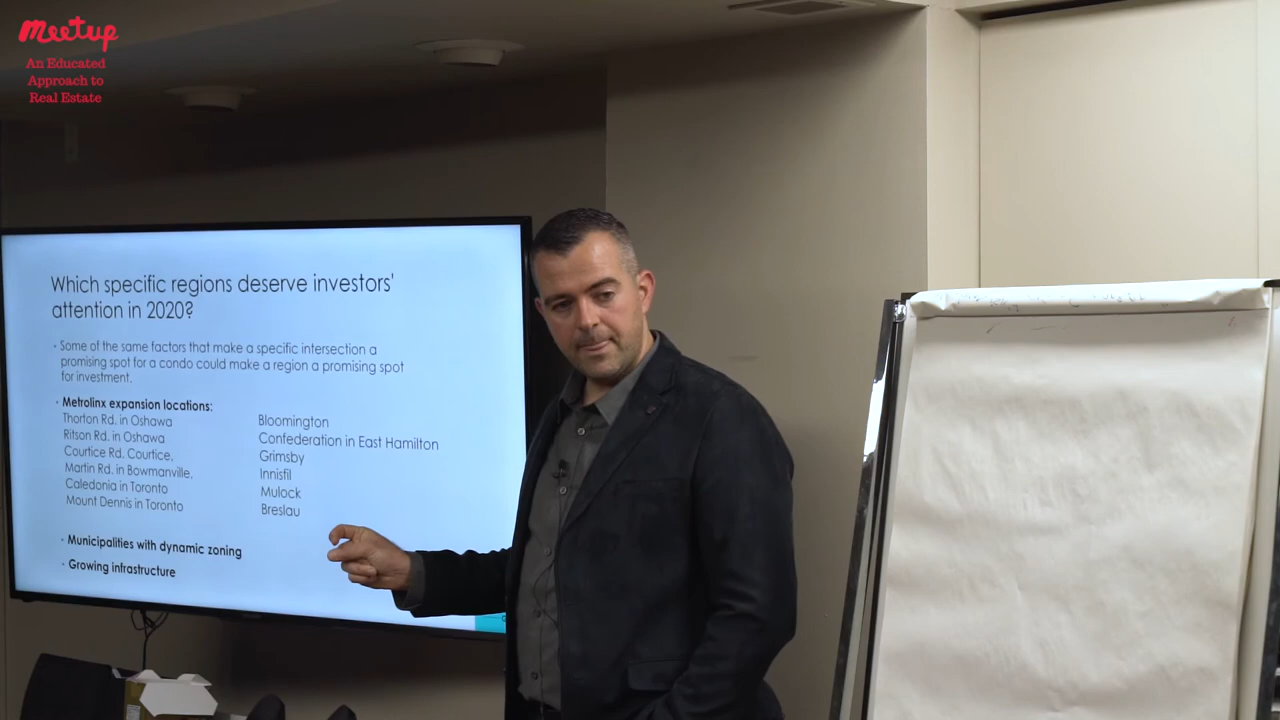 Meetup
An Educated
Approach to
Real Estate
Which specific regions deserve investors'
attention in 2020?
· Some of the same factors that make a specific intersection a
promising spot for a condo could make a region a promising spot
for investment.
· Metrolinx expansion locations:
Thorton Rd. in Oshawa
Ritson Rd. in Oshawa
Courtice Rd. Courtice,
Martin Rd. in Bowmanville,
Caledonia in Toronto
Mount Dennis in Toronto
Bloomington
Confederation in East Hamilton
Grimsby
Innisfil
Mulock
Breslau
· Municipalities with dynamic zoning
· Growing infrastructure